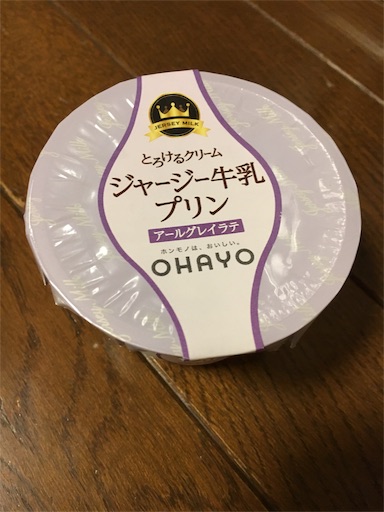 JERSEY MILK
とろけるクリーム
ジャージー牛乳
プリン
アールグレイラテ
ホンモノは、おいしい。
OHAYO